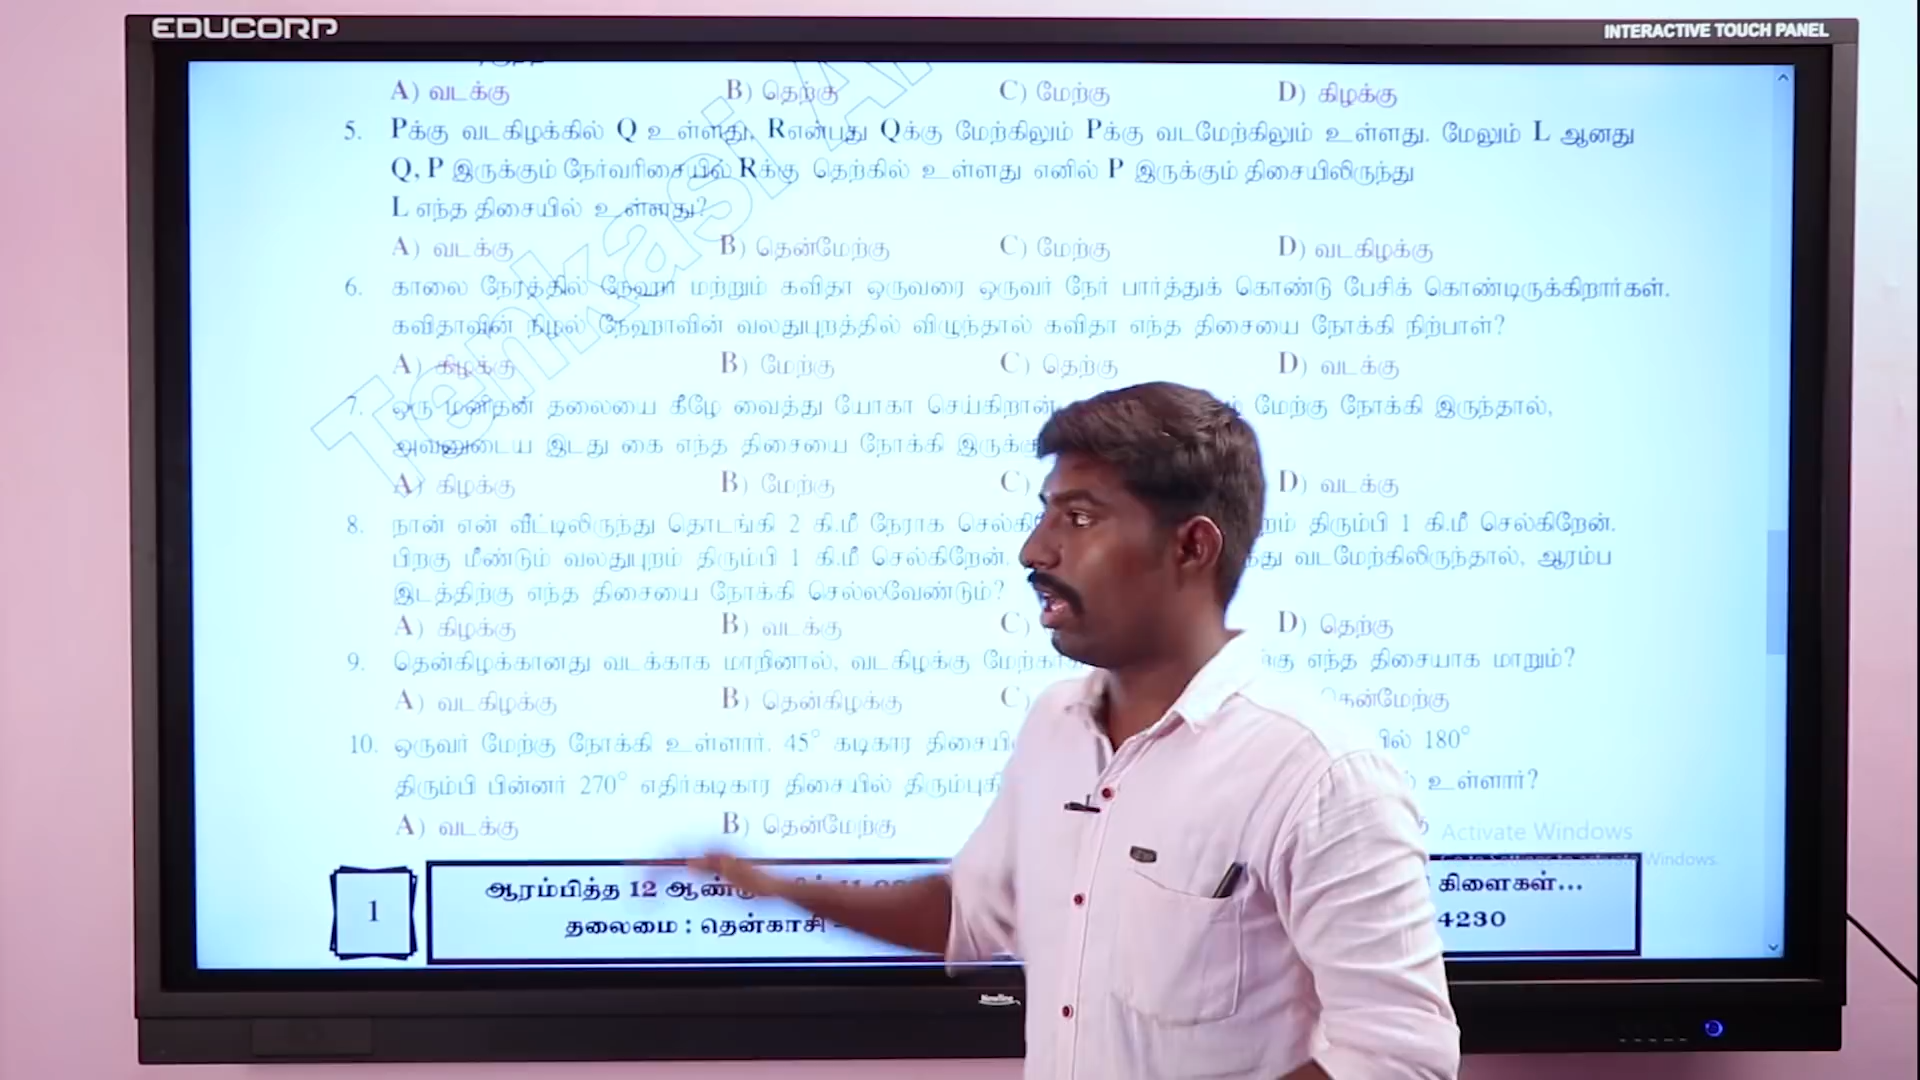 EDUCORP
INTERACTIVE TOUCH PANEL
A) வடக்கு B) தெற்கு C) மேற்கு D) கிழக்கு
5. Pக்கு வடகிழக்கில் Q உள்ளது, Rஎன்பது Qக்கு மேற்கிலும் Pக்கு வடமேற்கிலும் உள்ளது. மேலும் L ஆனது
Q, P இருக்கும் நேர்வரிசையில் Rக்கு தெற்கில் உள்ளது எனில் P இருக்கும் திசையிலிருந்து
L எந்த திசையில் உள்ளது?
A) வடக்கு B) தென்மேற்கு C) மேற்கு D) வடகிழக்கு
6. காலை நேரத்தில் நேஹா மற்றும் கவிதா ஒருவரை ஒருவர் நேர் பார்த்துக் கொண்டு பேசிக் கொண்டிருக்கிறார்கள்.
கவிதாவின் நிழல் நேஹாவின் வலதுபுறத்தில் விழுந்தால் கவிதா எந்த திசையை நோக்கி நிற்பாள்?
A) கிழக்கு B) மேற்கு C) தெற்கு D) வடக்கு
7. ஒரு மனிதன் தலையை கீழே வைத்து யோகா செய்கிறான் மேற்கு நோக்கி இருந்தால்,
அவனுடைய இடது கை எந்த திசையை நோக்கி
A) கிழக்கு B) மேற்கு C) D) வடக்கு
8. நான் என் வீட்டிலிருந்து தொடங்கி 2 கி.மீ நேராக திரும்பி 1 கி.மீ செல்கிறேன்.
பிறகு மீண்டும் வலதுபுறம் திரும்பி 1 கி.மீ செல்கிறேன். வடமேற்கிலிருந்தால், ஆரம்ப
இடத்திற்கு எந்த திசையை நோக்கி செல்லவேண்டும்?
A) கிழக்கு B) வடக்கு C) D) தெற்கு
9. தென்கிழக்கானது வடக்காக மாறினால், வடகிழக்கு எந்த திசையாக மாறும்?
A) வடகிழக்கு B) தென்கிழக்கு C) தென்மேற்கு
10. ஒருவர் மேற்கு நோக்கி உள்ளார். 45° கடிகார 180°
திரும்பி பின்னர் 270° எதிர்கடிகார திசையில் உள்ளார்?
A) வடக்கு B) தென்மேற்கு
Activate Windows
Windows.
1
ஆரம்பித்த 12 கிளைகள்...
தலைமை : தென்காசி 4230
Tenkasi
Newline